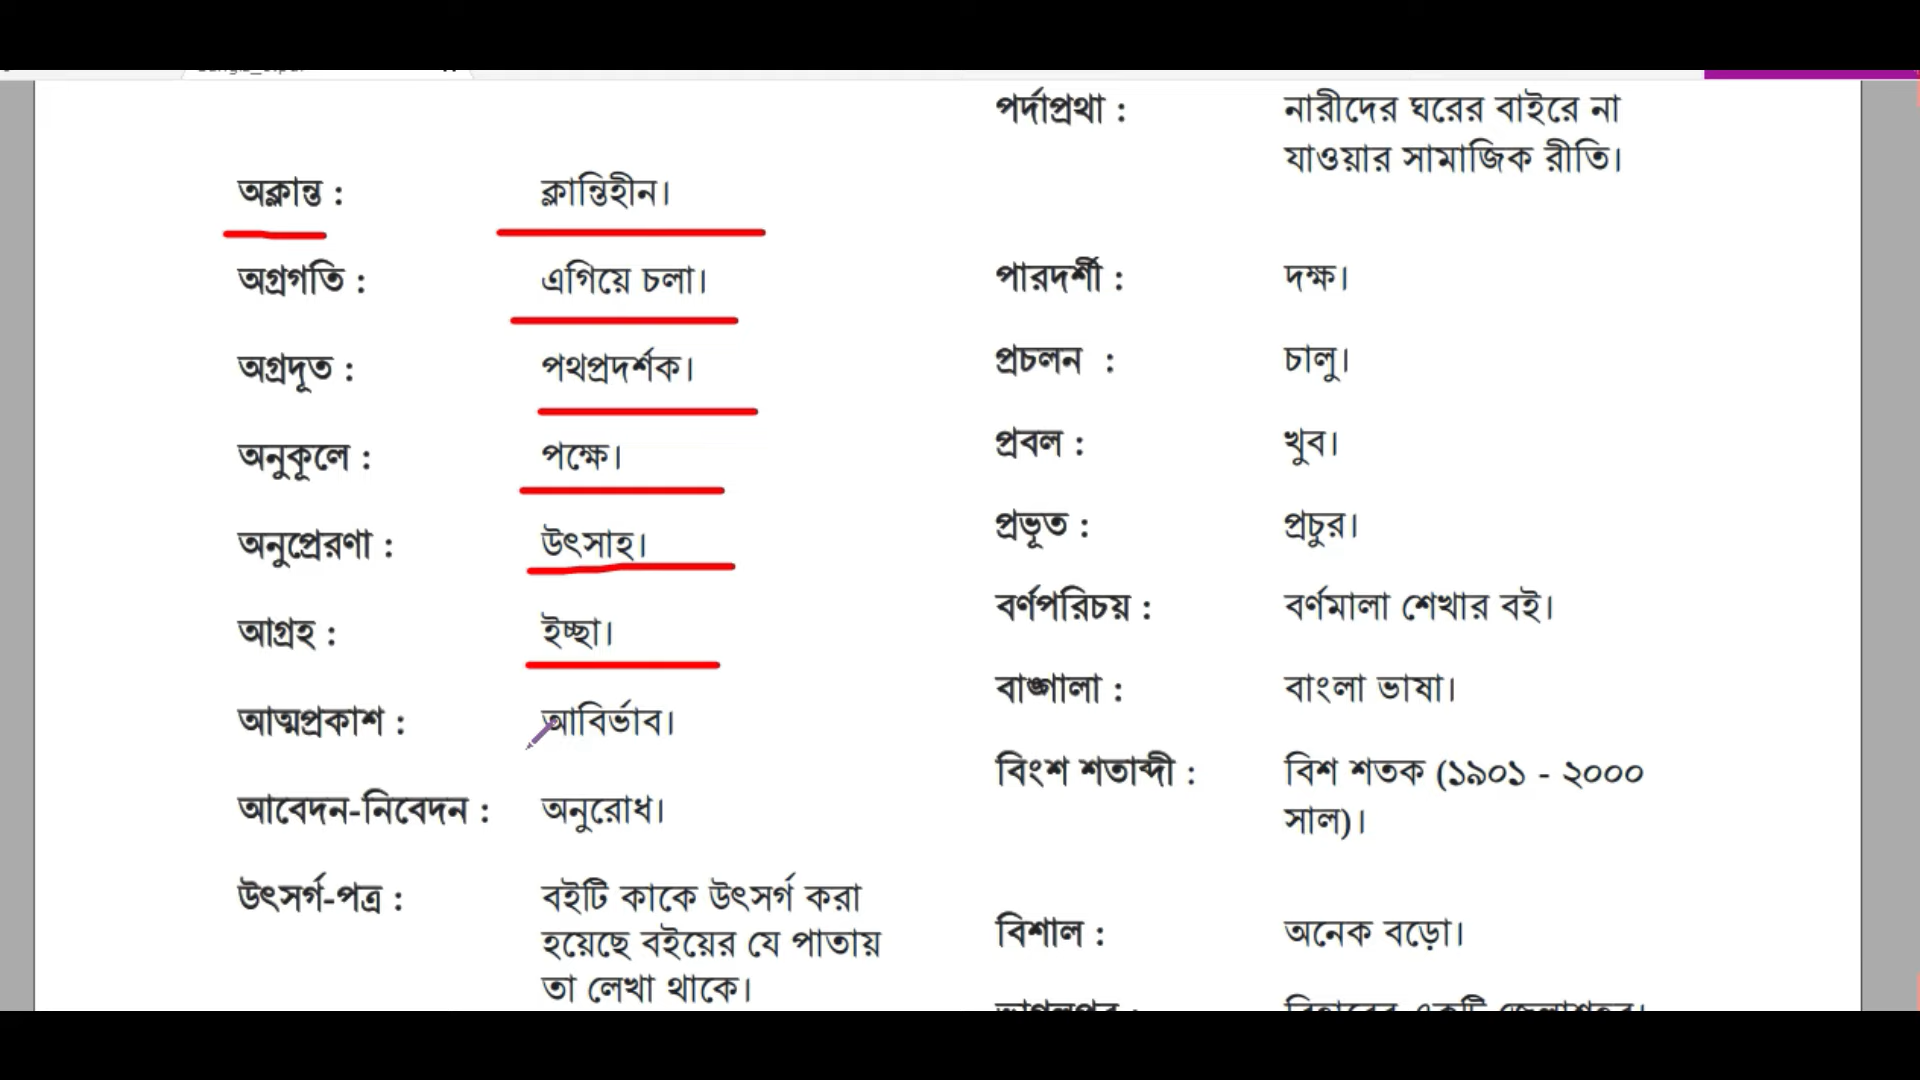 অক্লান্ত : ক্লান্তিহীন।
অগ্রগতি : এগিয়ে চলা।
অগ্রদূত : পথপ্রদর্শক।
অনুকূলে : পক্ষে।
অনুপ্রেরণা : উৎসাহ।
আগ্রহ : ইচ্ছা।
আত্মপ্রকাশ : আবির্ভাব।
আবেদন-নিবেদন : অনুরোধ।
উৎসর্গ-পত্র : বইটি কাকে উৎসর্গ করা
হয়েছে বইয়ের যে পাতায়
তা লেখা থাকে।
পর্দাপ্রথা : নারীদের ঘরের বাইরে না
যাওয়ার সামাজিক রীতি।
পারদর্শী : দক্ষ।
প্রচলন : চালু।
প্রবল : খুব।
প্রভূত : প্রচুর।
বর্ণপরিচয় : বর্ণমালা শেখার বই।
বাঙ্গালা : বাংলা ভাষা।
বিংশ শতাব্দী : বিশ শতক (১৯০১ - ২০০০
সাল)।
বিশাল : অনেক বড়ো।